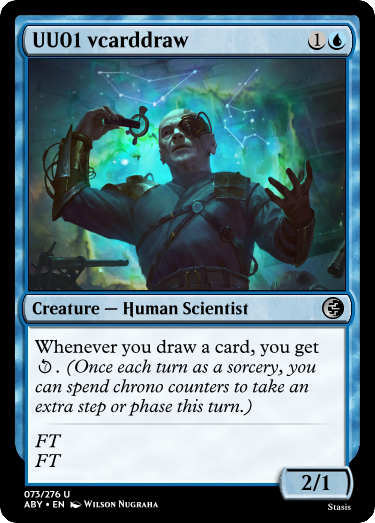 UU01 vcarddraw 1
Creature — Human Scientist
Whenever you draw a card, you get
. (Once each turn as a sorcery, you
can spend chrono counters to take an
extra step or phase this turn.)
FT
FT
2/1
073/276 U
ABY • EN Wilson Nugraha
Stasis